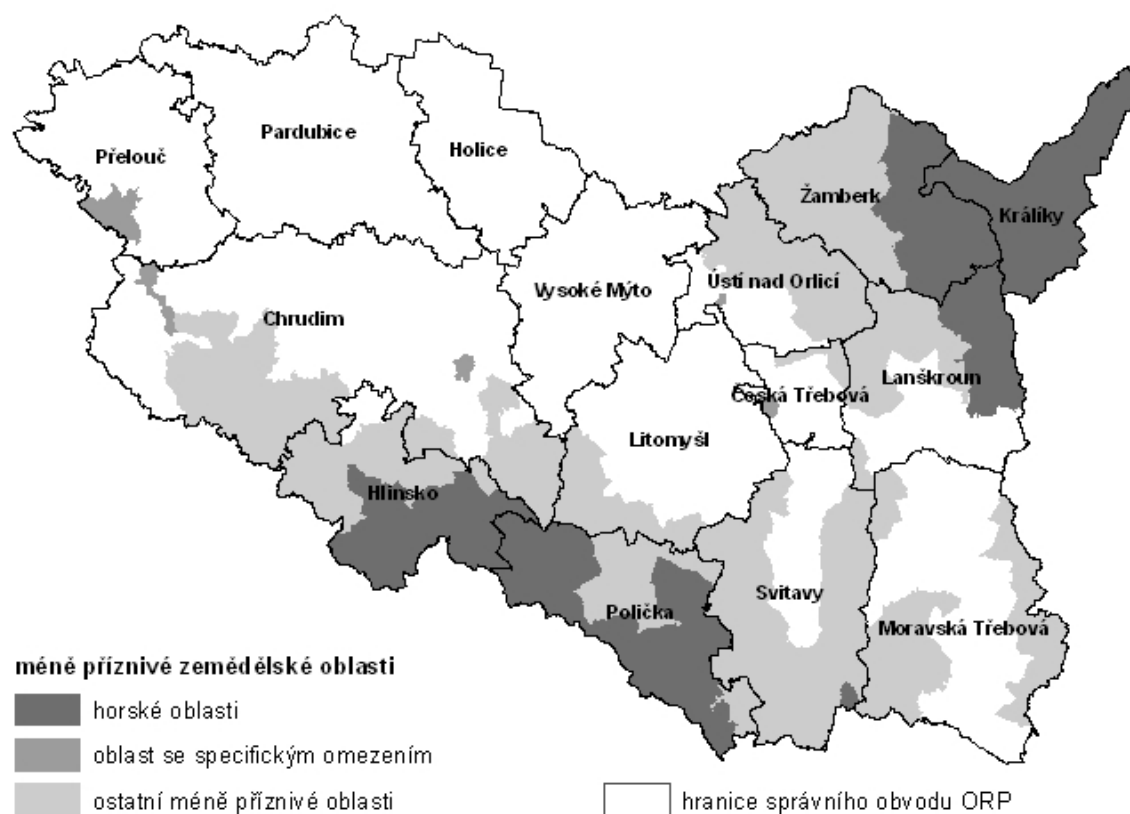 Přelouč
Pardubice
Holice
Žamberk
Králíky
Ústí nad Orlicí
Vysoké Mýto
Chrudim
Lanškroun
Česká Třebová
Litomyšl
Hlinsko
Svitavy
Polička
Moravská Třebová
méně příznivé zemědělské oblasti
horské oblasti
oblast se specifickým omezením
ostatní méně příznivé oblasti
hranice správního obvodu ORP